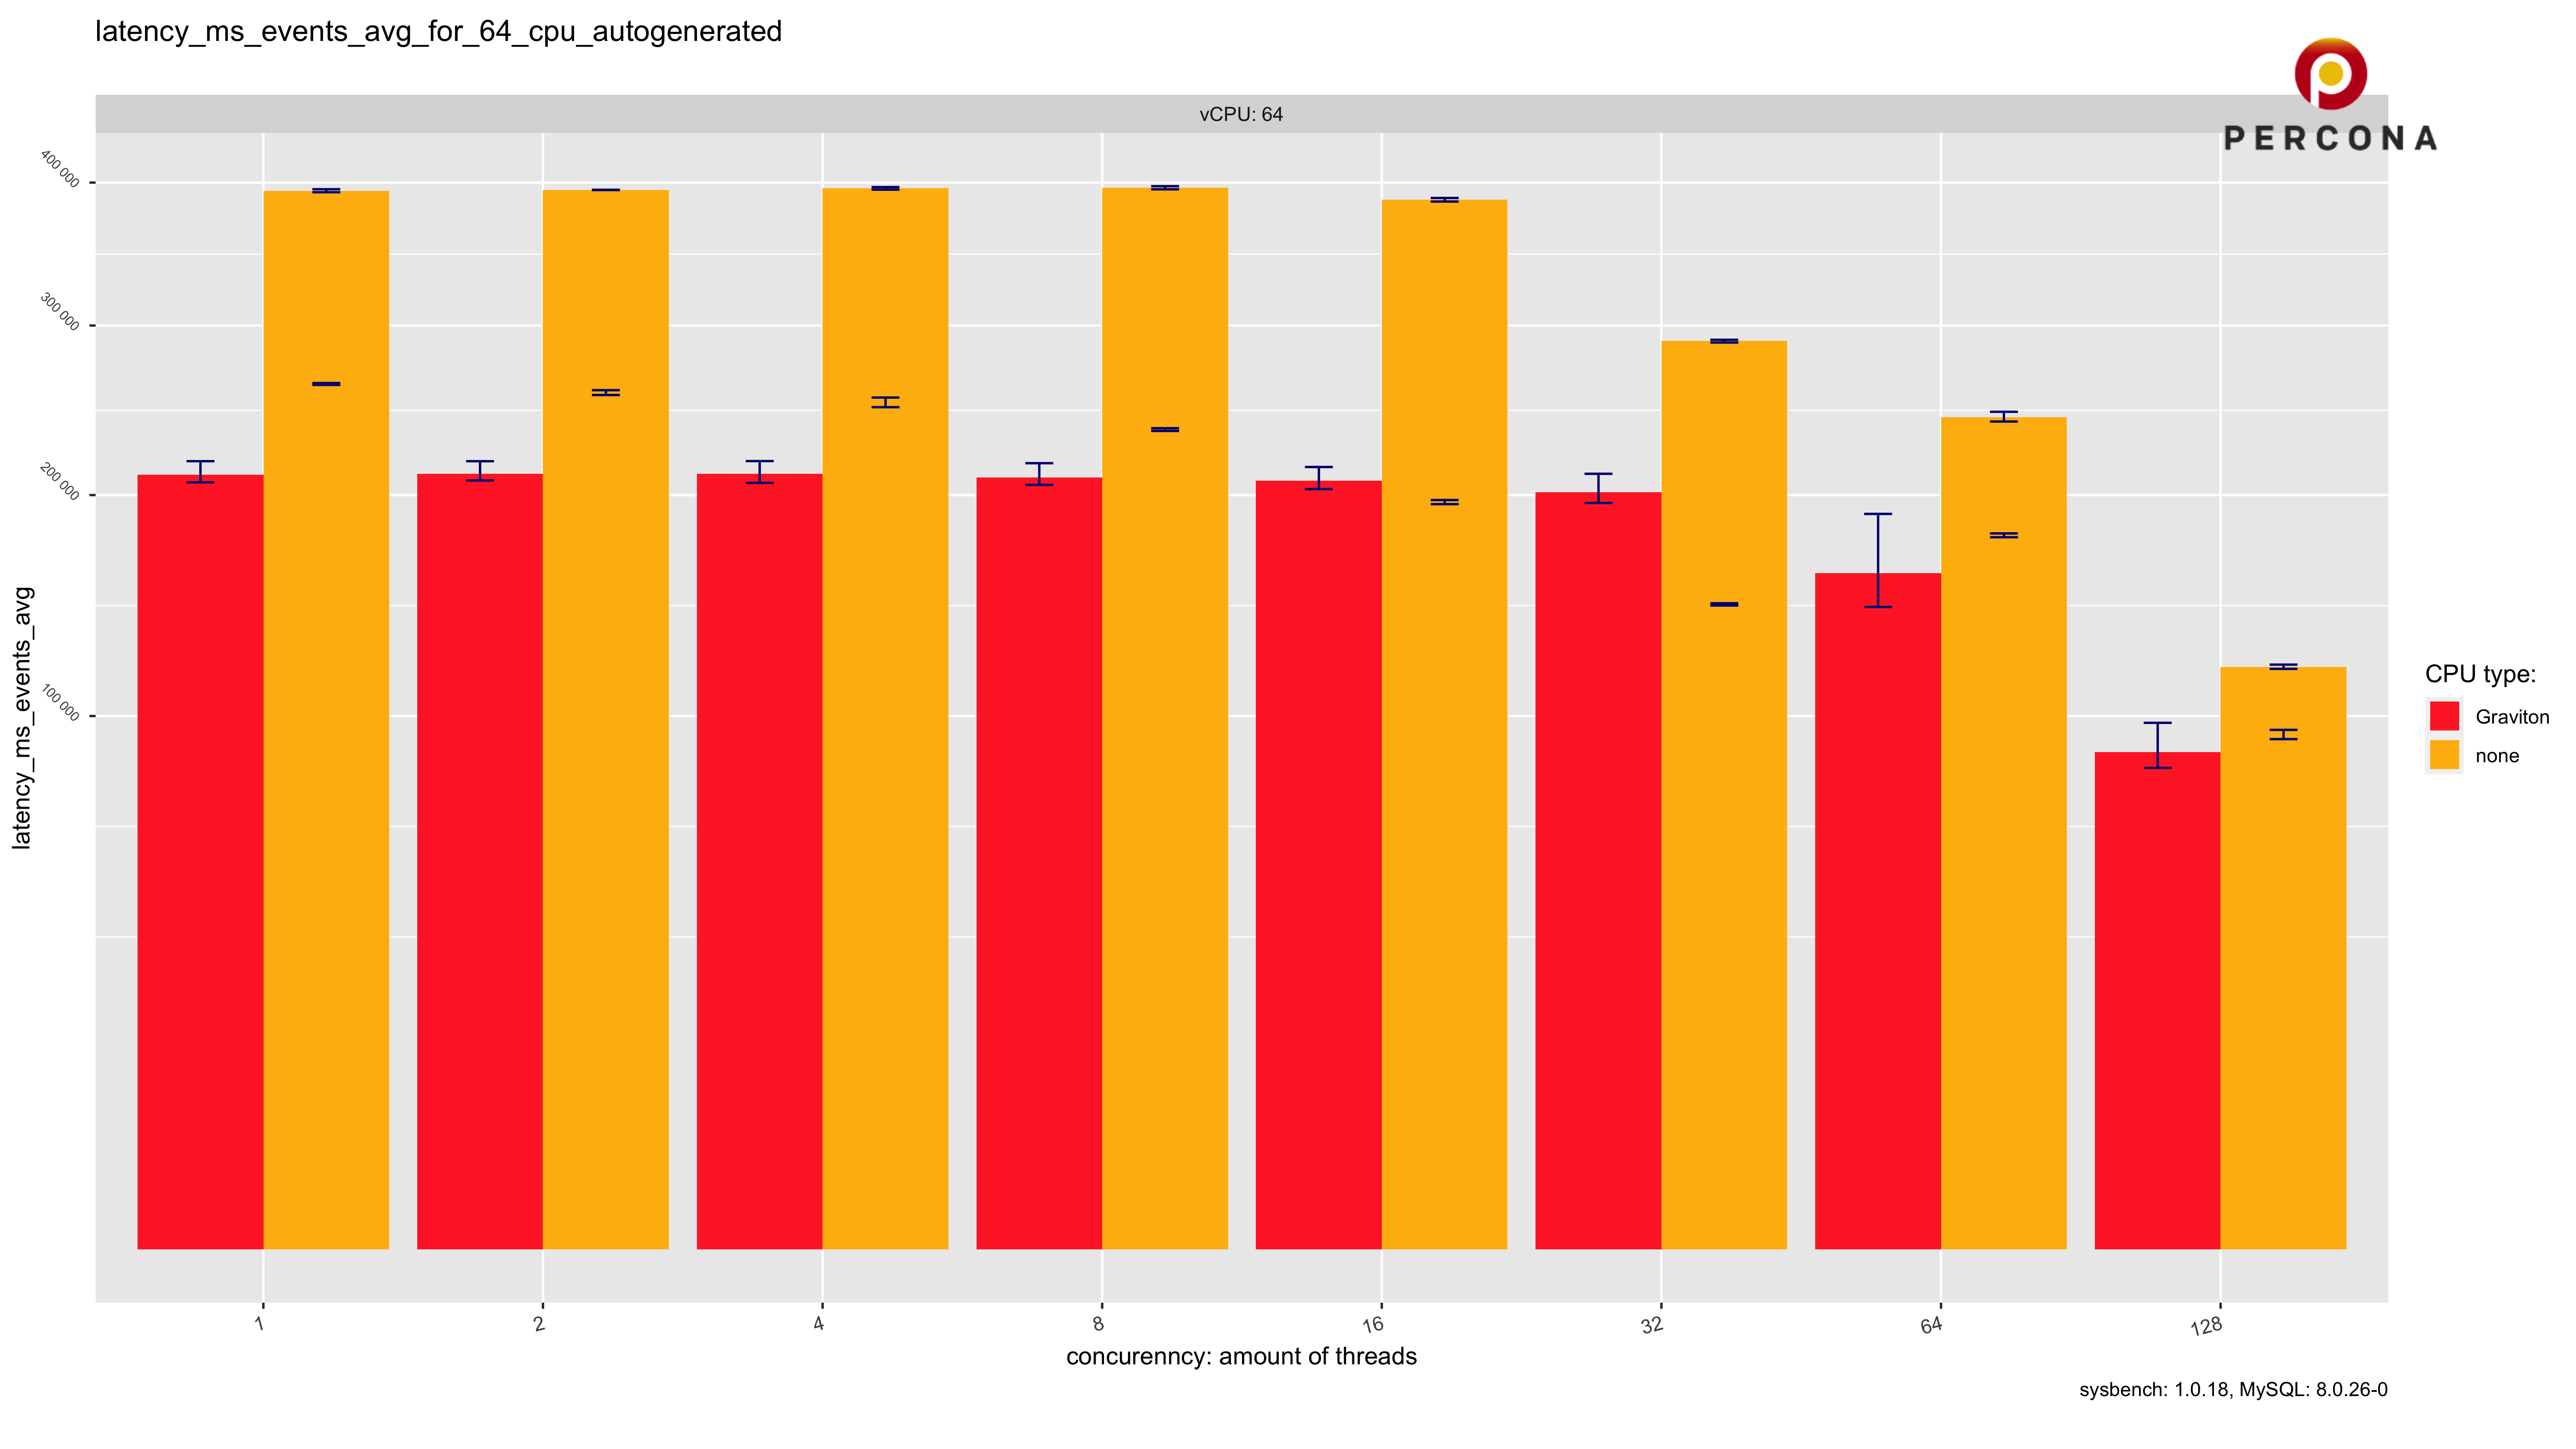 latency_ms_events_avg_for_64_cpu_autogenerated
PERCONA
vCPU: 64
400 000
300 000
200 000
100 000
latency_ms_events_avg
CPU type:
Graviton
none
1 2 4 8 16 32 64 128
concurenncy: amount of threads
sysbench: 1.0.18, MySQL: 8.0.26-0